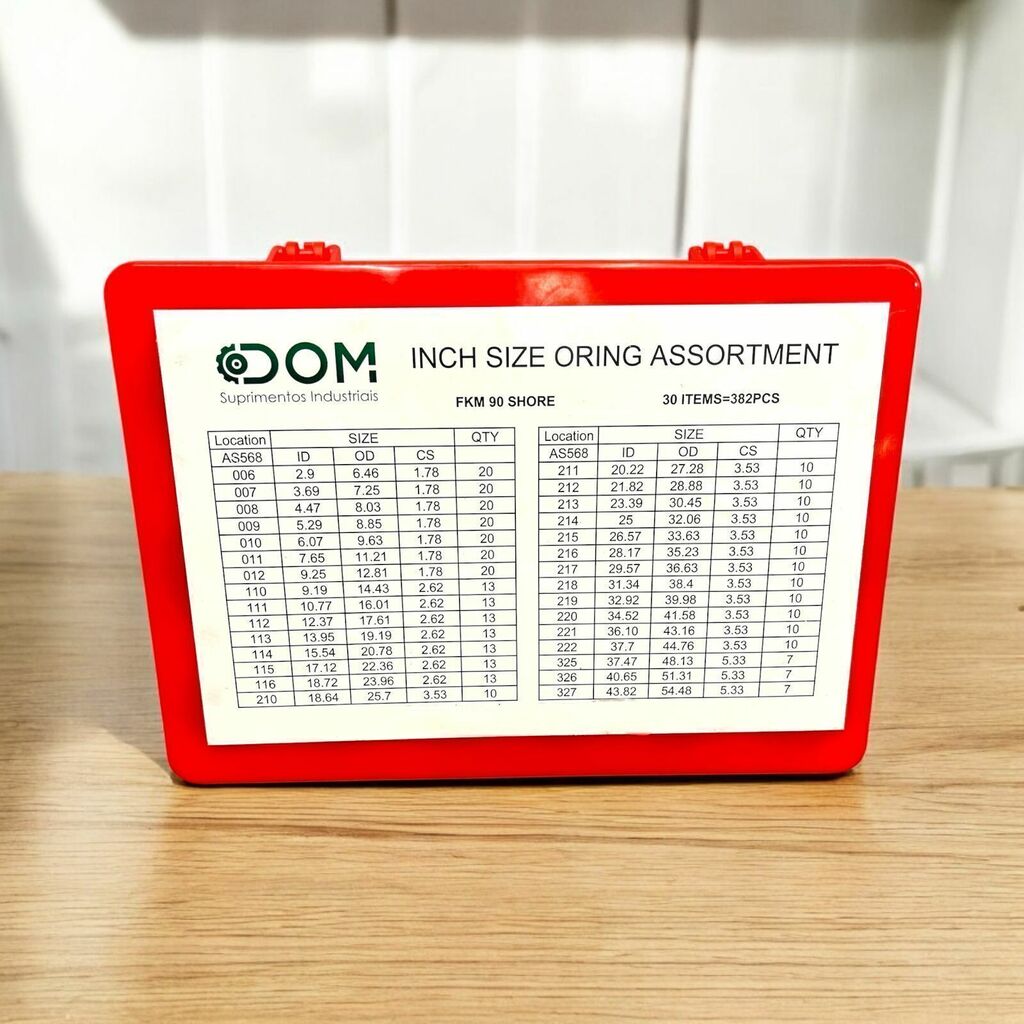 DOM
Suprimentos Industriais
INCH SIZE ORING ASSORTMENT
FKM 90 SHORE
30 ITEMS=382PCS
Location SIZE QTY
AS568 ID OD CS
006 2.9 6.46 1.78 20
007 3.69 7.25 1.78 20
008 4.47 8.03 1.78 20
009 5.29 8.85 1.78 20
010 6.07 9.63 1.78 20
011 7.65 11.21 1.78 20
012 9.25 12.81 1.78 20
110 9.19 14.43 2.62 13
111 10.77 16.01 2.62 13
112 12.37 17.61 2.62 13
113 13.95 19.19 2.62 13
114 15.54 20.78 2.62 13
115 17.12 22.36 2.62 13
116 18.72 23.96 2.62 13
210 18.64 25.7 3.53 10
Location SIZE QTY
AS568 ID OD CS
211 20.22 27.28 3.53 10
212 21.82 28.88 3.53 10
213 23.39 30.45 3.53 10
214 25 32.06 3.53 10
215 26.57 33.63 3.53 10
216 28.17 35.23 3.53 10
217 29.57 36.63 3.53 10
218 31.34 38.4 3.53 10
219 32.92 39.98 3.53 10
220 34.52 41.58 3.53 10
221 36.10 43.16 3.53 10
222 37.7 44.76 3.53 10
325 37.47 48.13 5.33 7
326 40.65 51.31 5.33 7
327 43.82 54.48 5.33 7